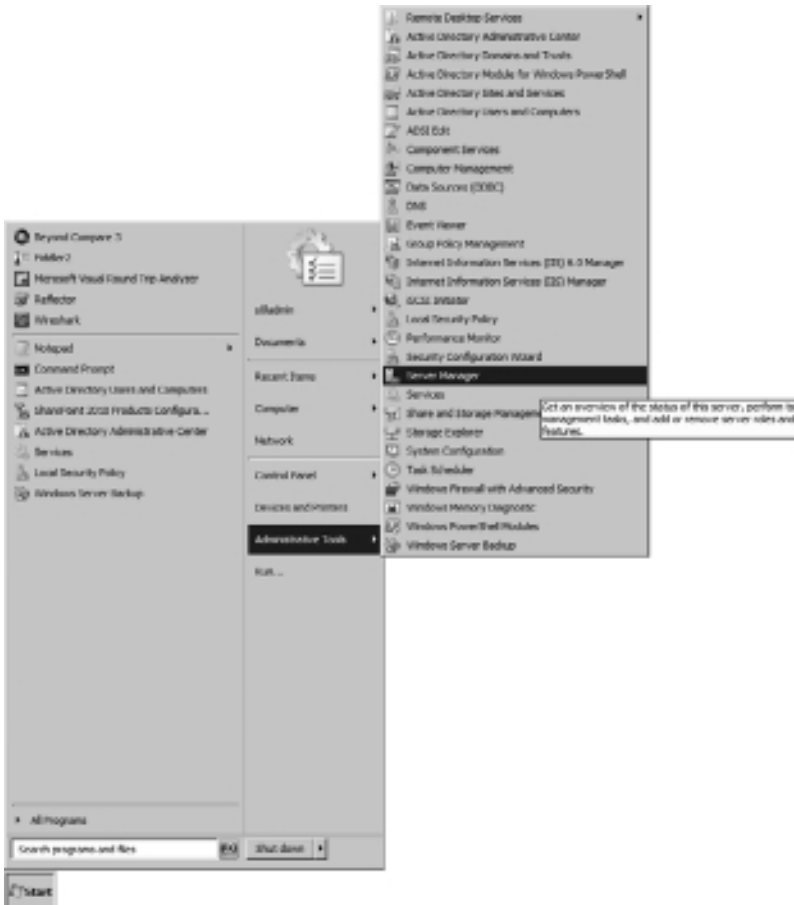 Beyond Compare 3
Fiddler2
Microsoft Visual Round Trip Analyzer
Reflector
Wireshark
Notepad
Command Prompt
Active Directory Users and Computers
SharePoint 2010 Products Configura...
Active Directory Administrative Center
Services
Local Security Policy
Windows Server Backup
All Programs
Search programs and files
Start
Documents
Recent Items
Computer
Network
Control Panel
Devices and Printers
Administrative Tools
Run...
Shut down
Remote Desktop Services
Active Directory Administrative Center
Active Directory Domains and Trusts
Active Directory Module for Windows PowerShell
Active Directory Sites and Services
Active Directory Users and Computers
ADSI Edit
Component Services
Computer Management
Data Sources (ODBC)
DNS
Event Viewer
Group Policy Management
Internet Information Services (IIS) 6.0 Manager
Internet Information Services (IIS) Manager
iSCSI Initiator
Local Security Policy
Performance Monitor
Security Configuration Wizard
Server Manager
Services
Share and Storage Managem
Storage Explorer
System Configuration
Task Scheduler
Windows Firewall with Advanced Security
Windows Memory Diagnostic
Windows PowerShell Modules
Windows Server Backup
Get an overview of the status of this server, perform to
management tasks, and add or remove server roles and
features.